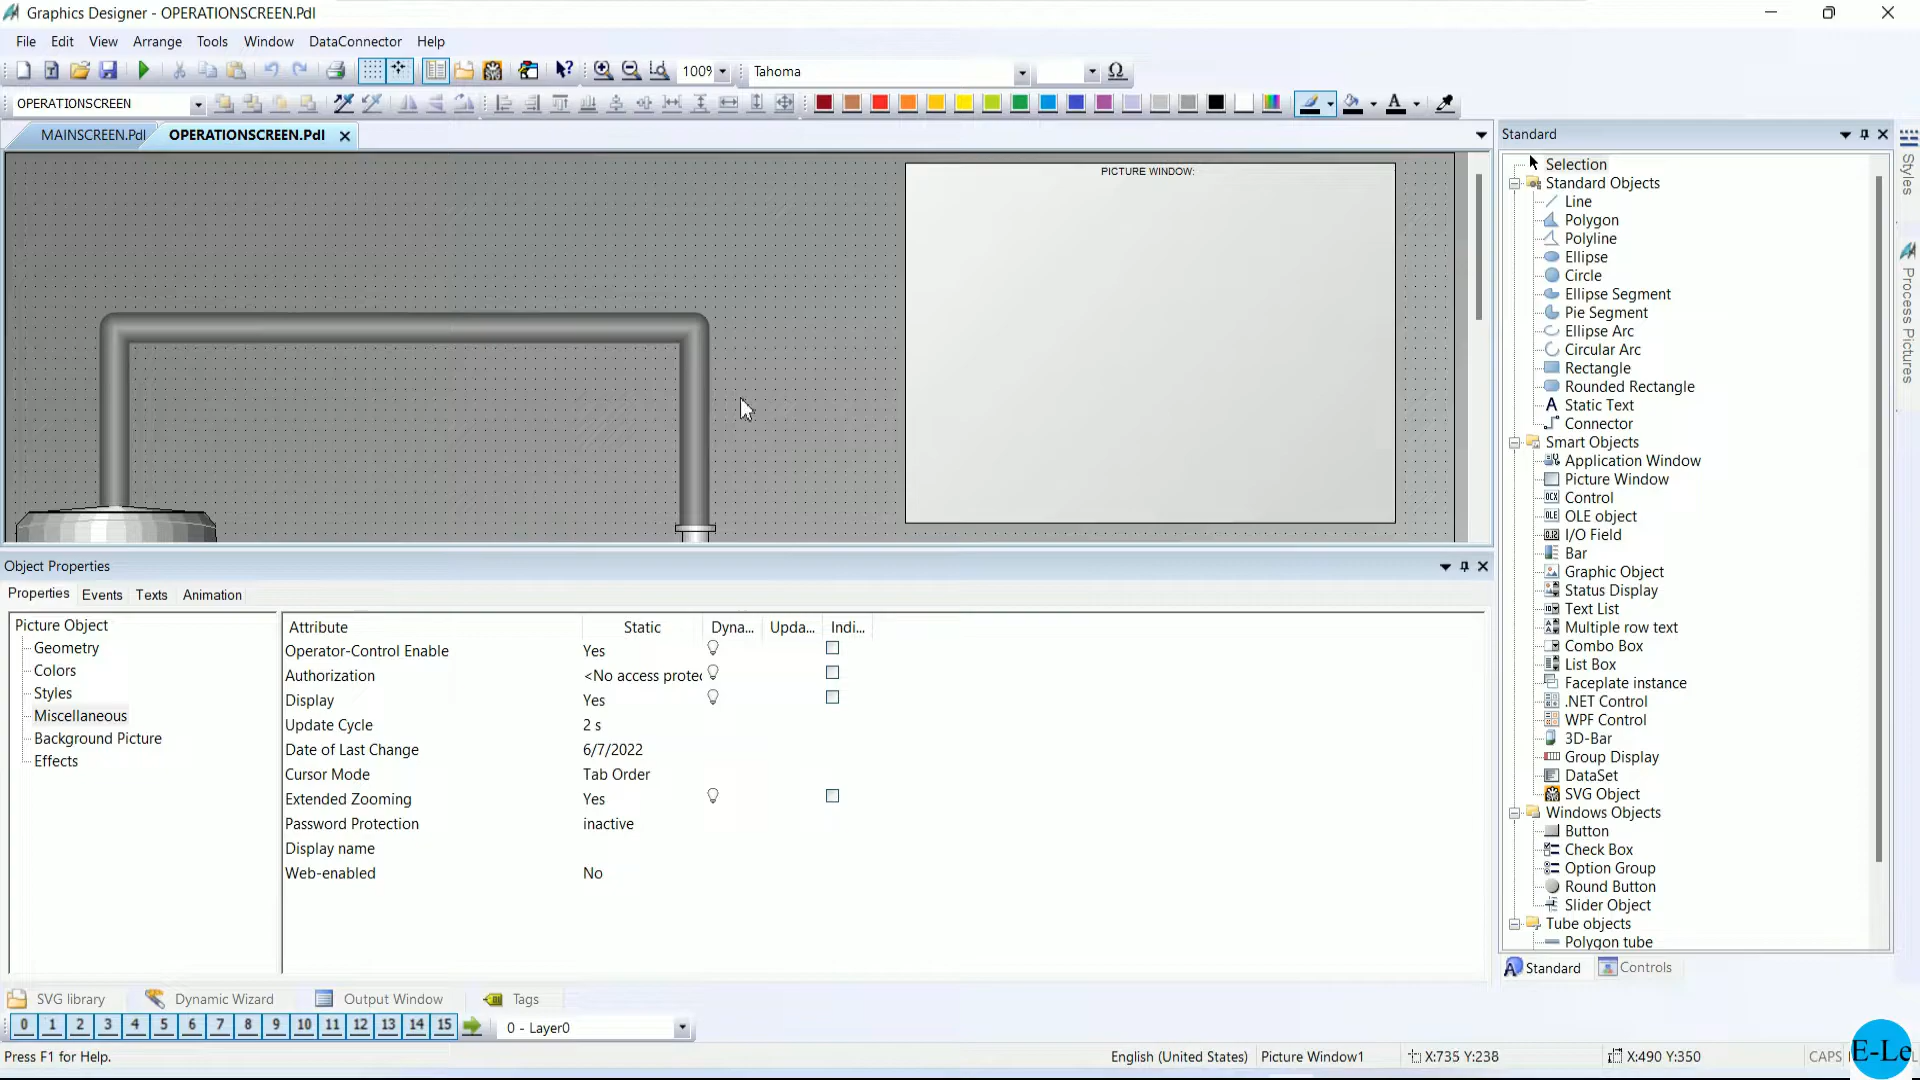 Graphics Designer - OPERATIONSCREEN.Pdl
File Edit View Arrange Tools Window DataConnector Help
100% Tahoma Ω
OPERATIONSCREEN
MAINSCREEN.Pdl OPERATIONSCREEN.Pdl
PICTURE WINDOW:
Standard
Selection
Standard Objects
Line
Polygon
Polyline
Ellipse
Circle
Ellipse Segment
Pie Segment
Ellipse Arc
Circular Arc
Rectangle
Rounded Rectangle
Static Text
Connector
Smart Objects
Application Window
Picture Window
Control
OLE object
I/O Field
Bar
Graphic Object
Status Display
Text List
Multiple row text
Combo Box
List Box
Faceplate instance
.NET Control
WPF Control
3D-Bar
Group Display
DataSet
SVG Object
Windows Objects
Button
Check Box
Option Group
Round Button
Slider Object
Tube objects
Polygon tube
Standard Controls
Styles
Process Pictures
Object Properties
Properties Events Texts Animation
Picture Object
Geometry
Colors
Styles
Miscellaneous
Background Picture
Effects
Attribute Static Dyna... Upda... Indi...
Operator-Control Enable Yes
Authorization <No access protec
Display Yes
Update Cycle 2 s
Date of Last Change 6/7/2022
Cursor Mode Tab Order
Extended Zooming Yes
Password Protection inactive
Display name
Web-enabled No
SVG library Dynamic Wizard Output Window Tags
0 1 2 3 4 5 6 7 8 9 10 11 12 13 14 15 0 - Layer0
Press F1 for Help. English (United States) Picture Window1 X:735 Y:238 X:490 Y:350 CAPS
E-Le